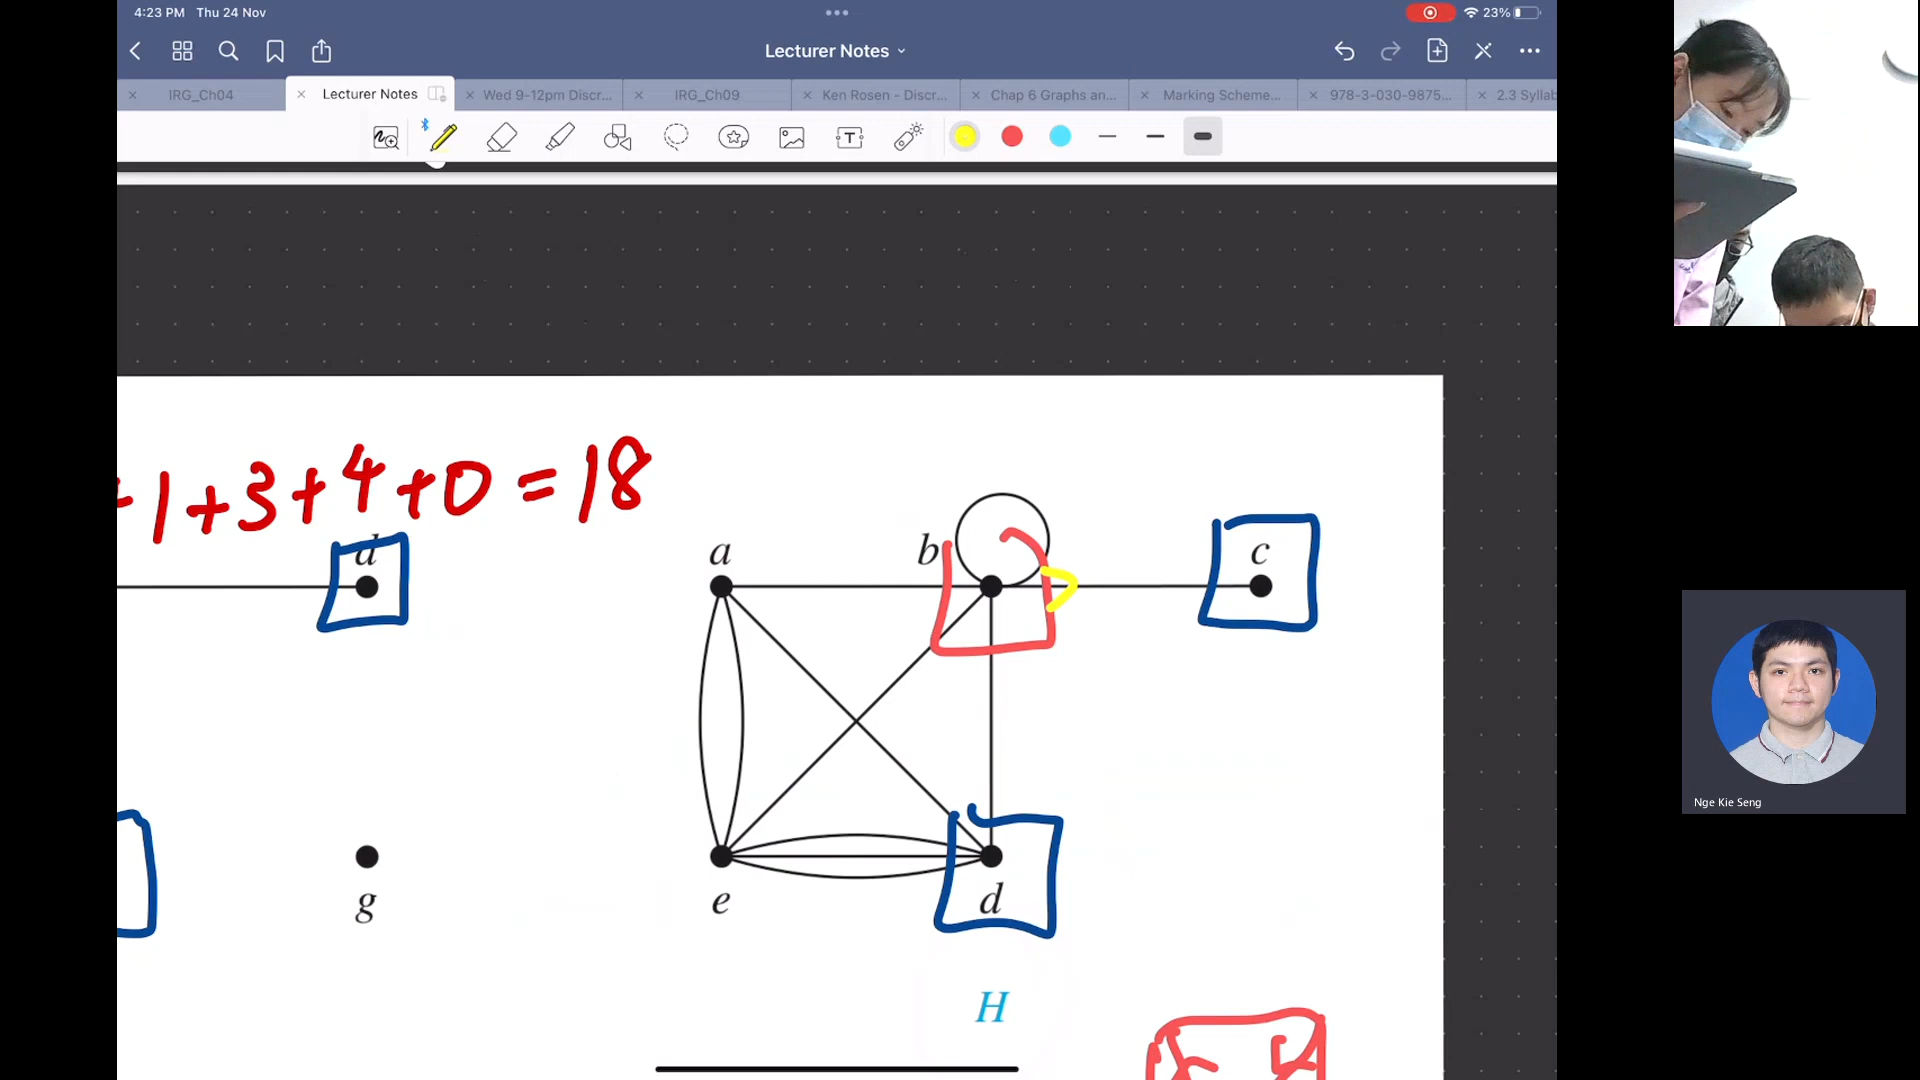 4:23 PM Thu 24 Nov
23%
Lecturer Notes
IRG_Ch04
Lecturer Notes
Wed 9-12pm Discr...
IRG_Ch09
Ken Rosen - Discr...
Chap 6 Graphs an...
Marking Scheme...
978-3-030-9875...
2.3 Syllab
T
1+3+4+0=18
d
a
b
c
g
e
d
H
Nge Kie Seng